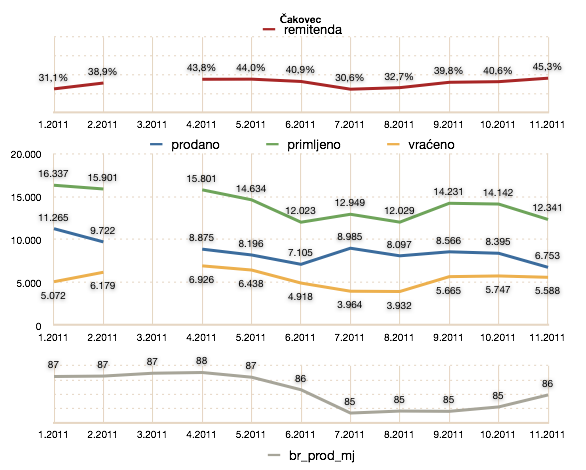 Čakovec
remitenda
31,1% 38,9% 43,8% 44,0% 40,9% 30,6% 32,7% 39,8% 40,6% 45,3%
1.2011 2.2011 3.2011 4.2011 5.2011 6.2011 7.2011 8.2011 9.2011 10.2011 11.2011
prodano primljeno vraćeno
20.000
16.337 15.901 15.801 14.634 12.023 12.949 12.029 14.231 14.142 12.341
15.000
11.265 9.722 8.875 8.196 7.105 8.985 8.097 8.566 8.395 6.753
10.000
5.072 6.179 6.926 6.438 4.918 3.964 3.932 5.665 5.747 5.588
5.000
0
1.2011 2.2011 3.2011 4.2011 5.2011 6.2011 7.2011 8.2011 9.2011 10.2011 11.2011
87 87 87 88 87 86 85 85 85 85 86
1.2011 2.2011 3.2011 4.2011 5.2011 6.2011 7.2011 8.2011 9.2011 10.2011 11.2011
br_prod_mj